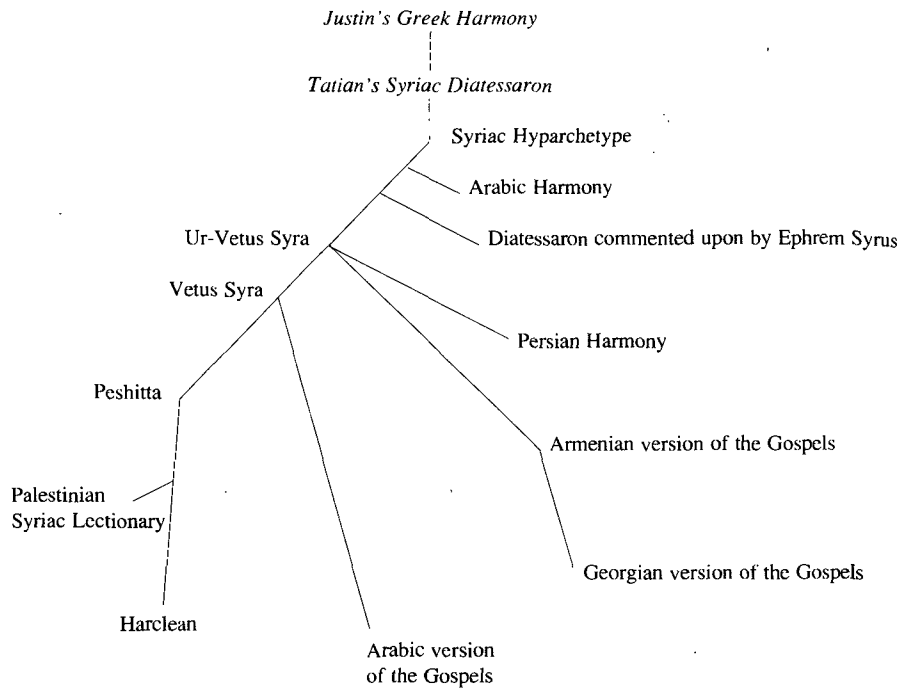 Justin's Greek Harmony
Tatian's Syriac Diatessaron
Syriac Hyparchetype
Arabic Harmony
Ur-Vetus Syra
Diatessaron commented upon by Ephrem Syrus
Vetus Syra
Persian Harmony
Peshitta
Armenian version of the Gospels
Palestinian
Syriac Lectionary
Georgian version of the Gospels
Harclean
Arabic version
of the Gospels